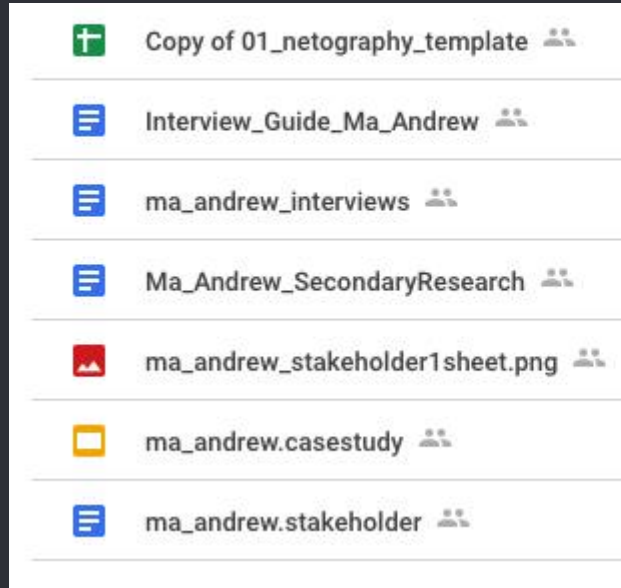 Copy of 01_netography_template
Interview_Guide_Ma_Andrew
ma_andrew_interviews
Ma_Andrew_SecondaryResearch
ma_andrew_stakeholder1sheet.png
ma_andrew.casestudy
ma_andrew.stakeholder